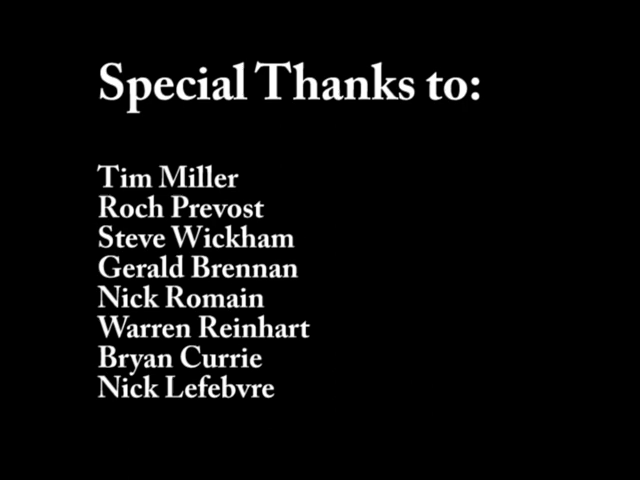 Special Thanks to:
Tim Miller
Roch Prevost
Steve Wickham
Gerald Brennan
Nick Romain
Warren Reinhart
Bryan Currie
Nick Lefebvre